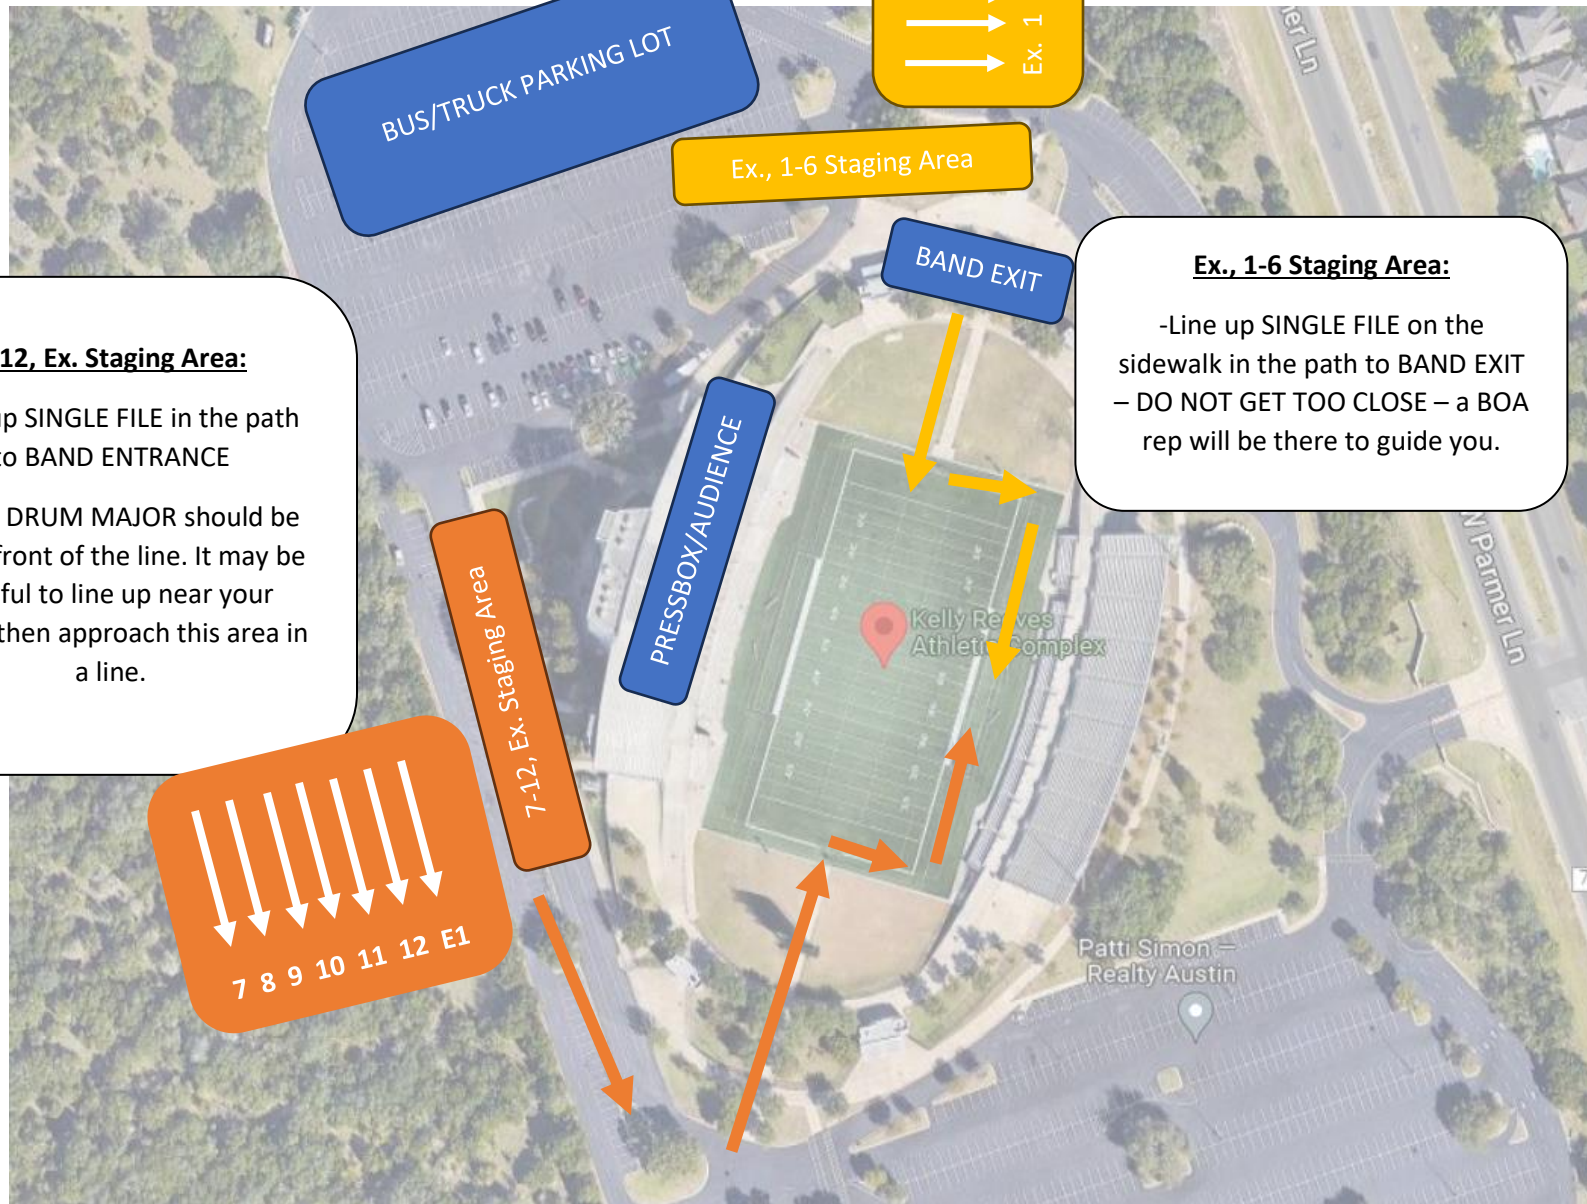 Ex. 1
BUS/TRUCK PARKING LOT
Ex., 1-6 Staging Area
BAND EXIT
Ex., 1-6 Staging Area:
-Line up SINGLE FILE on the
sidewalk in the path to BAND EXIT
– DO NOT GET TOO CLOSE – a BOA
rep will be there to guide you.
12, Ex. Staging Area:
up SINGLE FILE in the path
to BAND ENTRANCE
DRUM MAJOR should be
front of the line. It may be
ful to line up near your
then approach this area in
a line.
PRESSBOX/AUDIENCE
7-12, Ex. Staging Area
Kelly Reeves
Athletic Complex
7 8 9 10 11 12 E1
Patti Simon –
Realty Austin
er Ln
N Parmer Ln
7